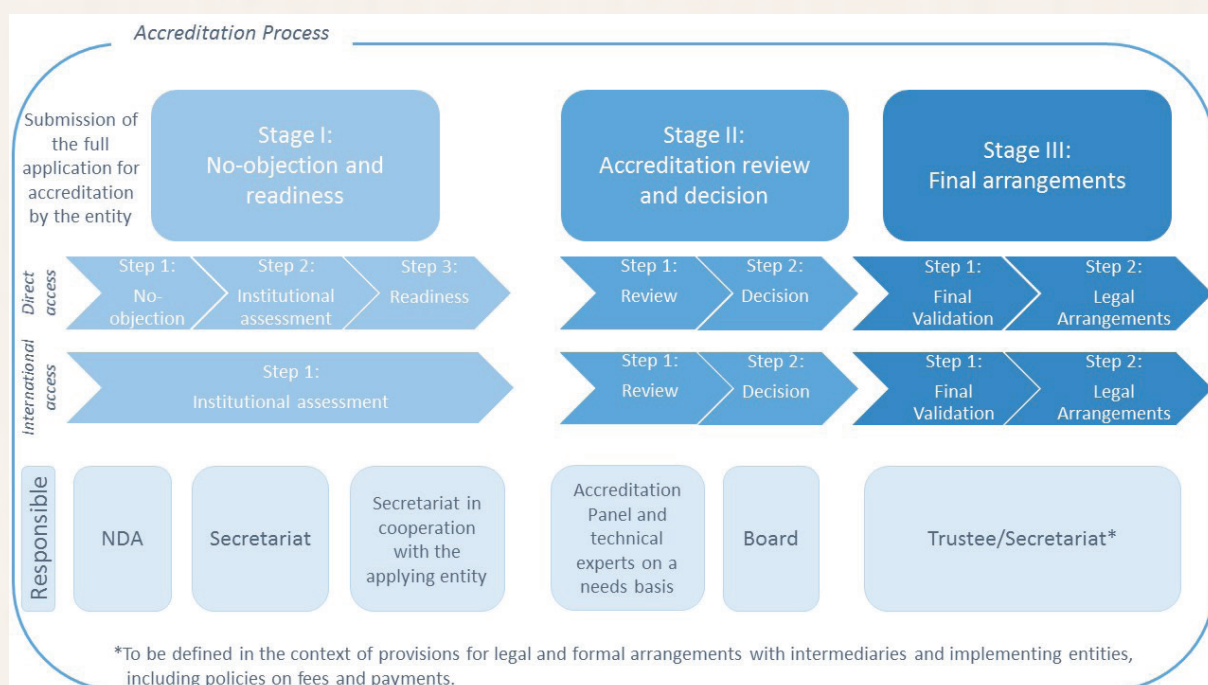 Accreditation Process
Submission of
the full
application for
accreditation
by the entity
Stage I:
No-objection and
readiness
Stage II:
Accreditation review
and decision
Stage III:
Final arrangements
Direct
access
Step 1:
No-
objection
Step 2:
Institutional
assessment
Step 3:
Readiness
Step 1:
Review
Step 2:
Decision
Step 1:
Final
Validation
Step 2:
Legal
Arrangements
International
access
Step 1:
Institutional assessment
Step 1:
Review
Step 2:
Decision
Step 1:
Final
Validation
Step 2:
Legal
Arrangements
Responsible
NDA
Secretariat
Secretariat in
cooperation
with the
applying entity
Accreditation
Panel and
technical
experts on a
needs basis
Board
Trustee/Secretariat*
*To be defined in the context of provisions for legal and formal arrangements with intermediaries and implementing entities,
including policies on fees and payments.